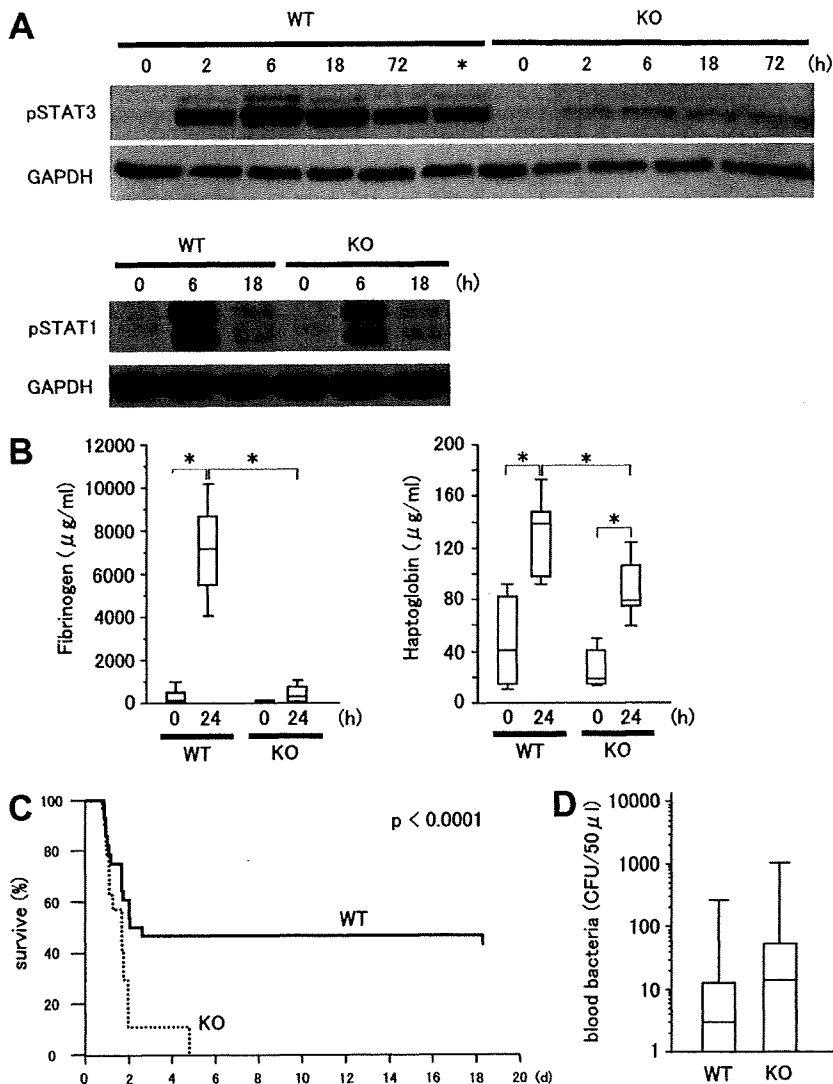 A
WT KO
0 2 6 18 72 * 0 2 6 18 72 (h)
pSTAT3
GAPDH
WT KO
0 6 18 0 6 18 (h)
pSTAT1
GAPDH
B
Fibrinogen (μg/ml)
12000
10000
8000
6000
4000
2000
0
* *
0 24 0 24 (h)
WT KO
Haptoglobin (μg/ml)
200
160
120
80
40
0
* * *
0 24 0 24 (h)
WT KO
C
survive (%)
100
80
60
40
20
0
p < 0.0001
WT
KO
0 2 4 6 8 10 12 14 16 18 20 (d)
D
blood bacteria (CFU/50 μl)
10000
1000
100
10
1
WT KO